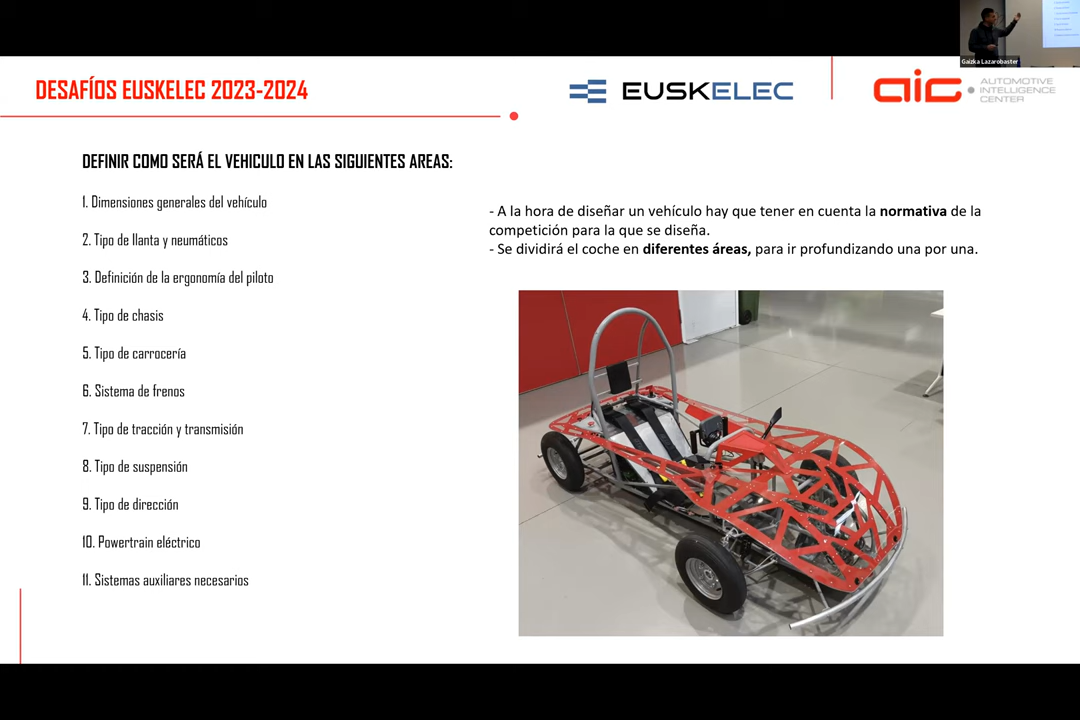 Gaizka Lazarobaster
DESAFÍOS EUSKELEC 2023-2024
EUSKELEC
aic
AUTOMOTIVE
INTELLIGENCE
CENTER
DEFINIR COMO SERÁ EL VEHICULO EN LAS SIGUIENTES AREAS:
1. Dimensiones generales del vehículo
2. Tipo de llanta y neumáticos
3. Definición de la ergonomía del piloto
4. Tipo de chasis
5. Tipo de carrocería
6. Sistema de frenos
7. Tipo de tracción y transmisión
8. Tipo de suspensión
9. Tipo de dirección
10. Powertrain eléctrico
11. Sistemas auxiliares necesarios
- A la hora de diseñar un vehículo hay que tener en cuenta la normativa de la
competición para la que se diseña.
- Se dividirá el coche en diferentes áreas, para ir profundizando una por una.